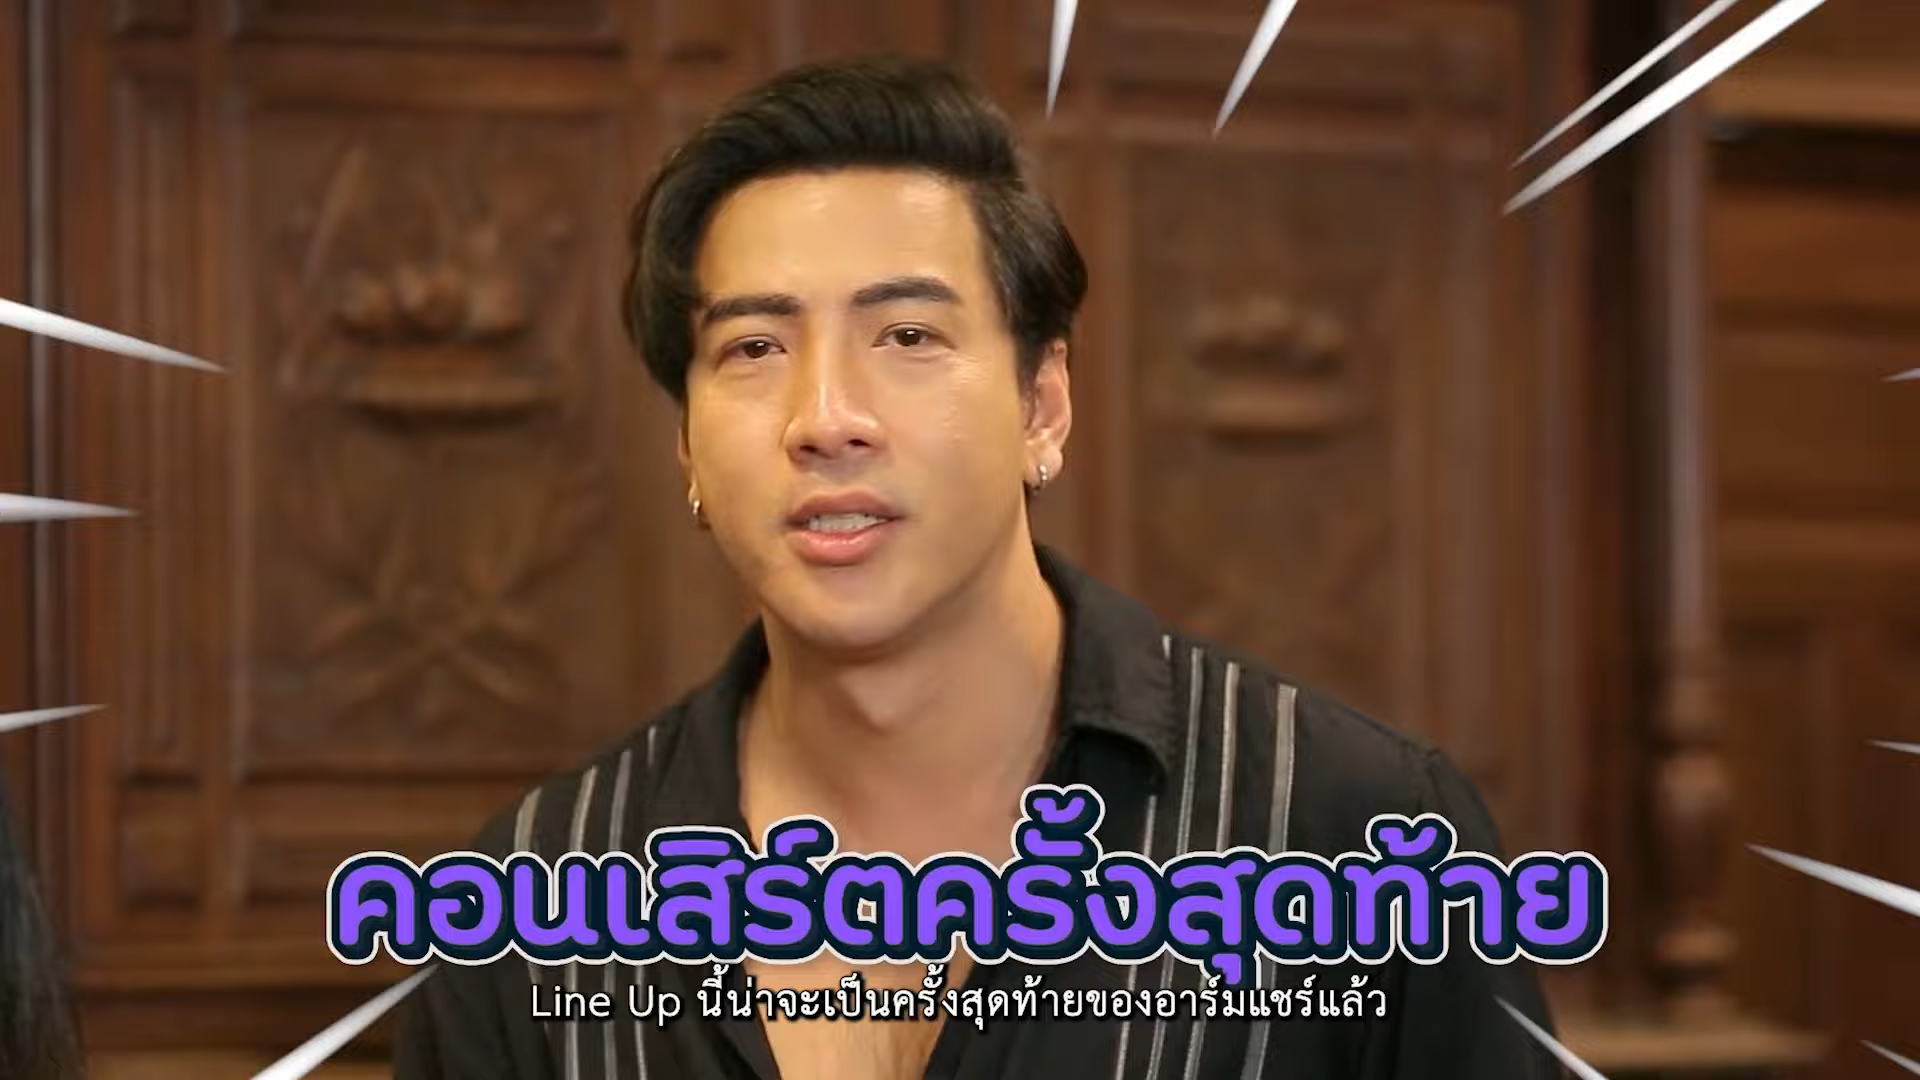 คอนเสิร์ตครั้งสุดท้าย
Line Up นี้น่าจะเป็นครั้งสุดท้ายของอาร์มแชร์แล้ว